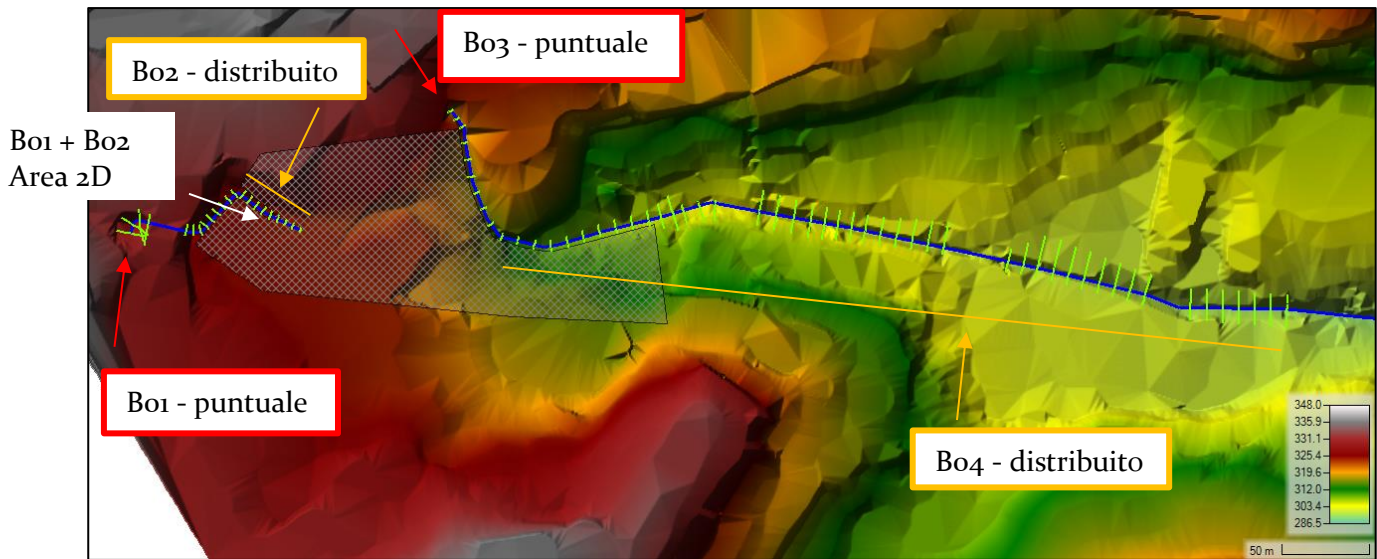 B03 - puntuale
B02 - distribuito
B01 + B02
Area 2D
B01 - puntuale
B04 - distribuito
348.0
335.9
331.1
325.4
319.6
312.0
303.4
286.5
50 m